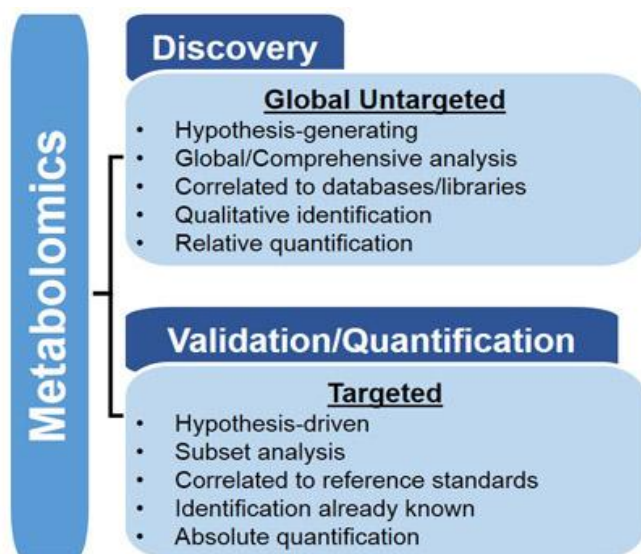 Metabolomics
Discovery
Global Untargeted
• Hypothesis-generating
• Global/Comprehensive analysis
• Correlated to databases/libraries
• Qualitative identification
• Relative quantification
Validation/Quantification
Targeted
• Hypothesis-driven
• Subset analysis
• Correlated to reference standards
• Identification already known
• Absolute quantification